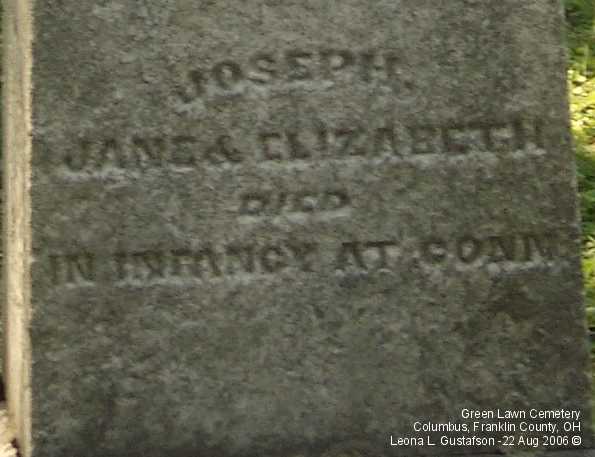 JOSEPH,
JANE & ELIZABETH
DIED
IN INFANCY AT CONN
Green Lawn Cemetery
Columbus, Franklin County, OH
Leona L. Gustafson -22 Aug 2006 ©